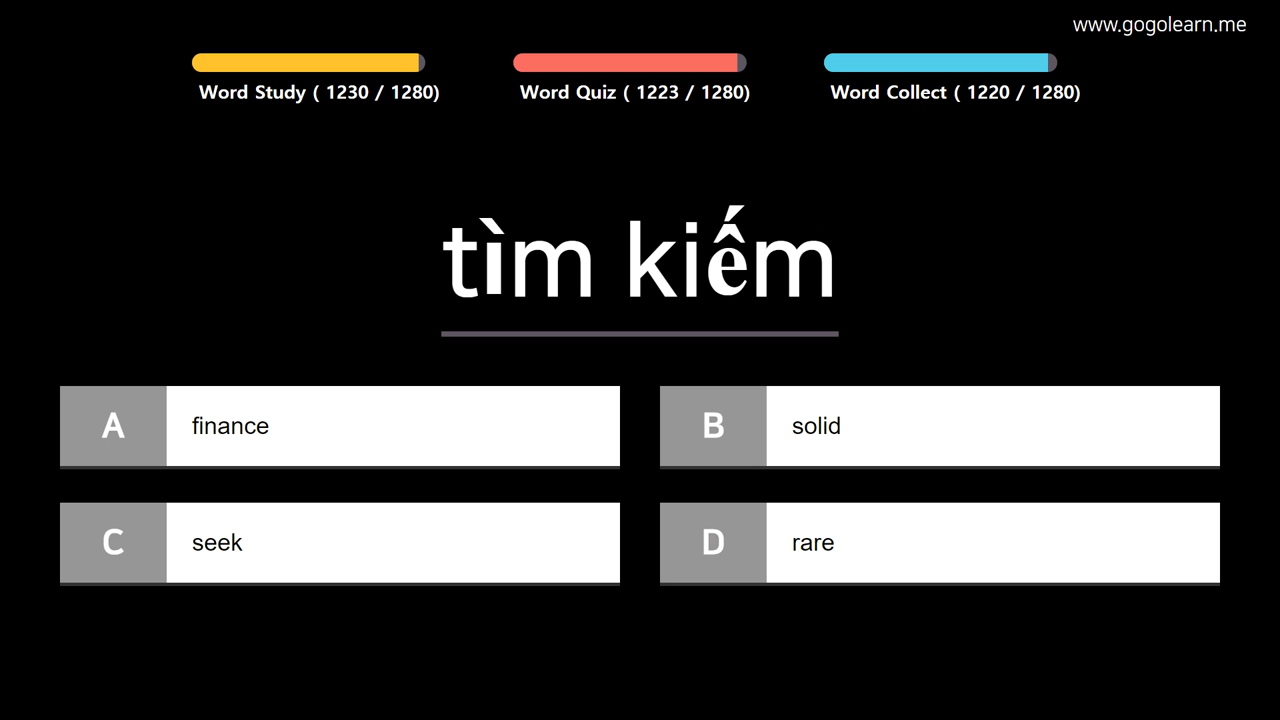 www.gogolearn.me
Word Study ( 1230 / 1280)
Word Quiz ( 1223 / 1280)
Word Collect ( 1220 / 1280)
tìm kiếm
A finance
B solid
C seek
D rare